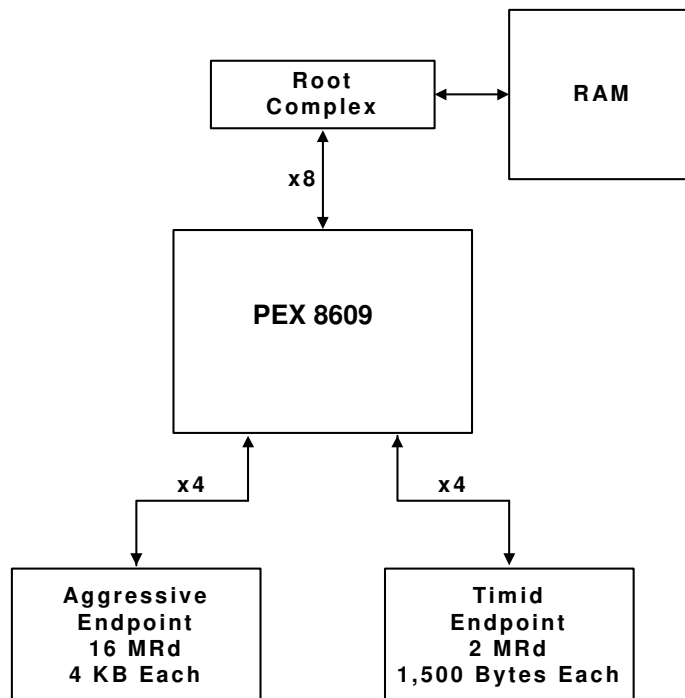 Root
Complex
RAM
x8
PEX 8609
x4
x4
Aggressive
Endpoint
16 MRd
4 KB Each
Timid
Endpoint
2 MRd
1,500 Bytes Each